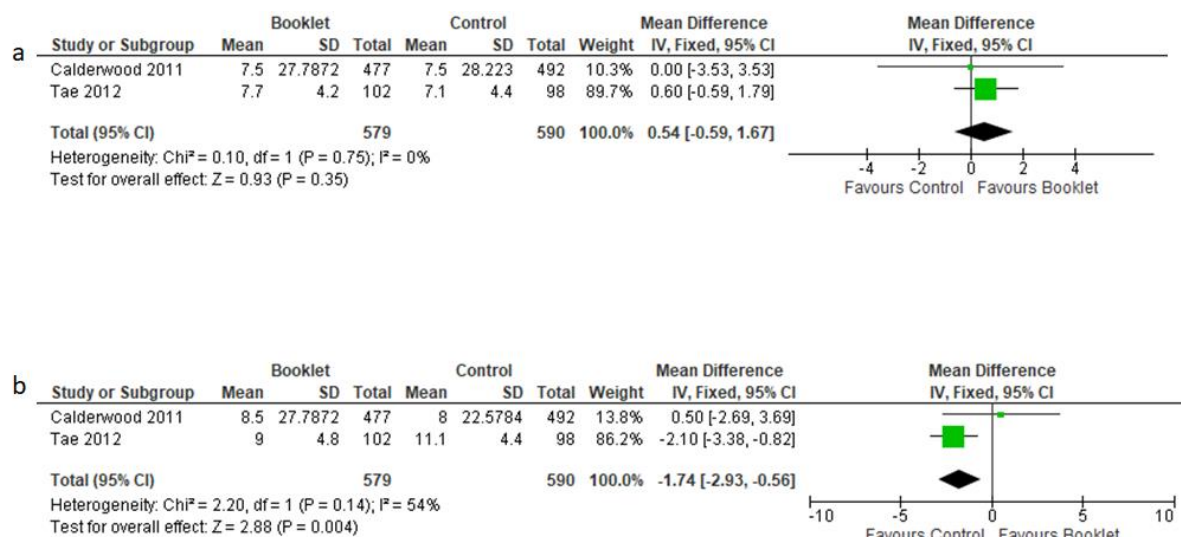 Booklet Control Mean Difference Mean Difference
a
Study or Subgroup Mean SD Total Mean SD Total Weight IV, Fixed, 95% CI IV, Fixed, 95% CI
Calderwood 2011 7.5 27.7872 477 7.5 28.223 492 10.3% 0.00 [-3.53, 3.53]
Tae 2012 7.7 4.2 102 7.1 4.4 98 89.7% 0.60 [-0.59, 1.79]
Total (95% CI) 579 590 100.0% 0.54 [-0.59, 1.67]
Heterogeneity: Chi² = 0.10, df = 1 (P = 0.75); I² = 0%
Test for overall effect: Z = 0.93 (P = 0.35)
-4 -2 0 2 4
Favours Control Favours Booklet
Booklet Control Mean Difference Mean Difference
b
Study or Subgroup Mean SD Total Mean SD Total Weight IV, Fixed, 95% CI IV, Fixed, 95% CI
Calderwood 2011 8.5 27.7872 477 8 22.5784 492 13.8% 0.50 [-2.69, 3.69]
Tae 2012 9 4.8 102 11.1 4.4 98 86.2% -2.10 [-3.38, -0.82]
Total (95% CI) 579 590 100.0% -1.74 [-2.93, -0.56]
Heterogeneity: Chi² = 2.20, df = 1 (P = 0.14); I² = 54%
Test for overall effect: Z = 2.88 (P = 0.004)
-10 -5 0 5 10
Favours Control Favours Booklet